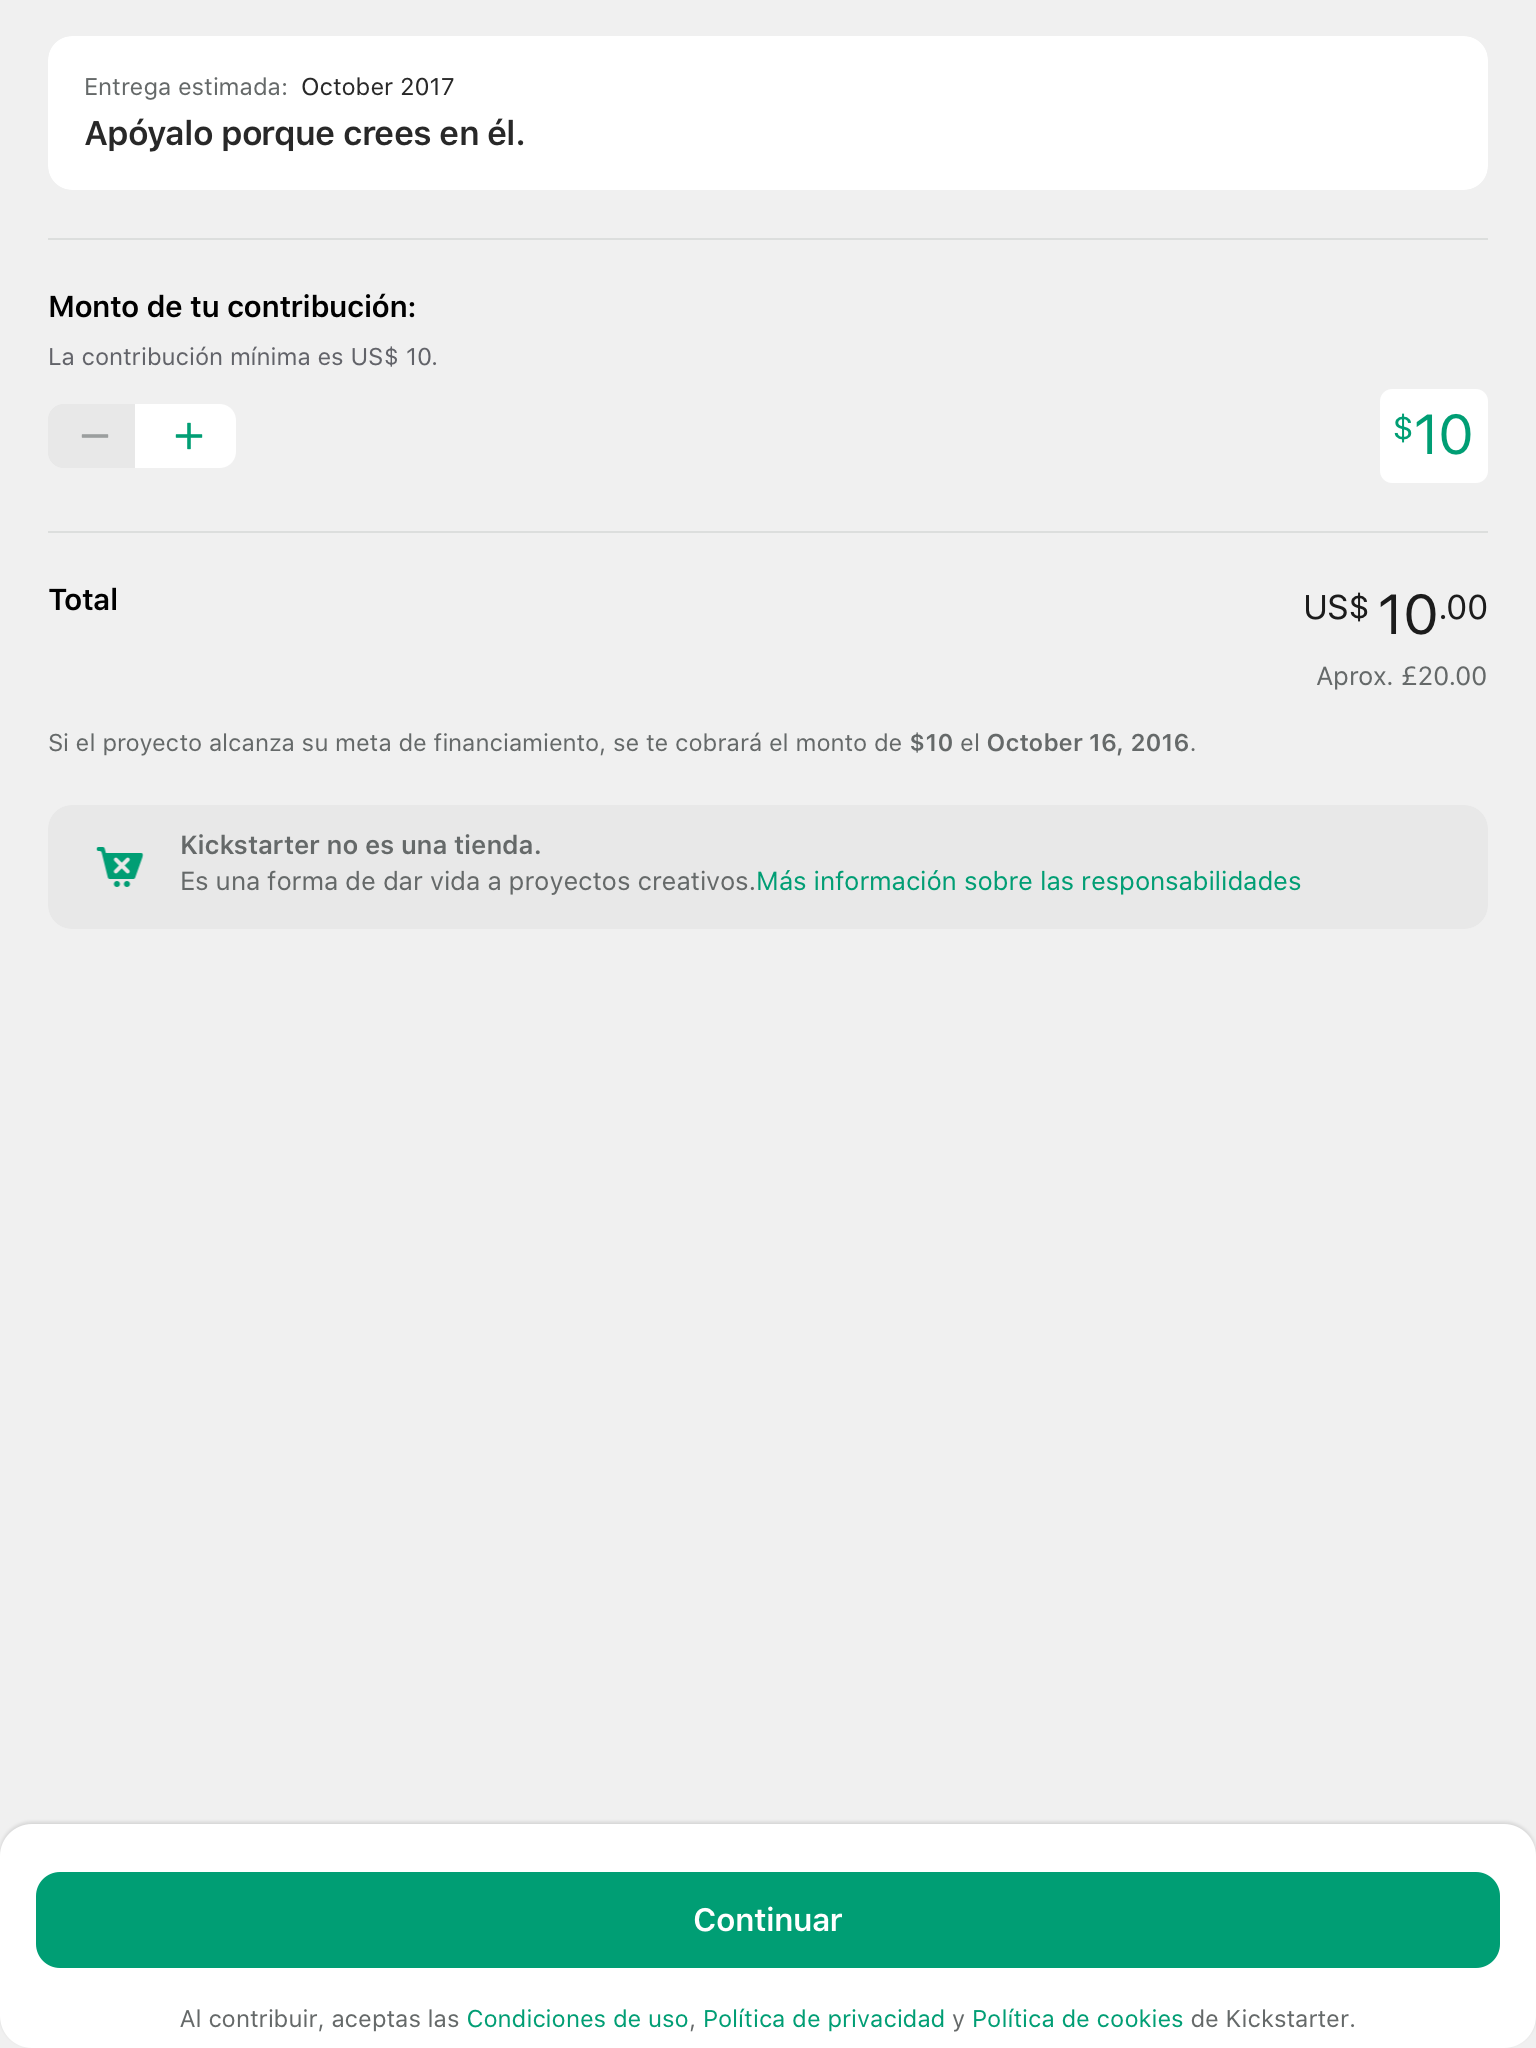 Entrega estimada: October 2017
Apóyalo porque crees en él.
Monto de tu contribución:
La contribución mínima es US$ 10.
$10
Total
US$ 10.00
Aprox. £20.00
Si el proyecto alcanza su meta de financiamiento, se te cobrará el monto de $10 el October 16, 2016.
Kickstarter no es una tienda.
Es una forma de dar vida a proyectos creativos.Más información sobre las responsabilidades
Continuar
Al contribuir, aceptas las Condiciones de uso, Política de privacidad y Política de cookies de Kickstarter.